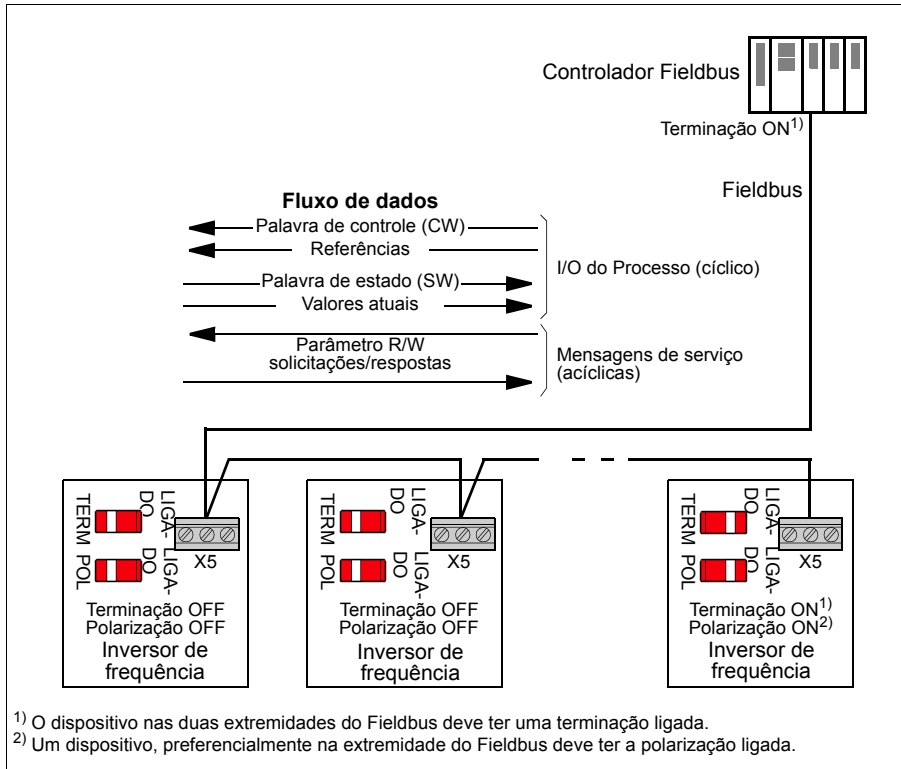 Controlador Fieldbus
Terminação ON1)
Fieldbus
Fluxo de dados
Palavra de controle (CW)
Referências
Palavra de estado (SW)
Valores atuais
I/O do Processo (cíclico)
Parâmetro R/W
solicitações/respostas
Mensagens de serviço
(acíclicas)
TERM
LIGA-
DO
POL
LIGA-
DO
X5
Terminação OFF
Polarização OFF
Inversor de
frequência
TERM
LIGA-
DO
POL
LIGA-
DO
X5
Terminação OFF
Polarização OFF
Inversor de
frequência
TERM
LIGA-
DO
POL
LIGA-
DO
X5
Terminação ON1)
Polarização ON2)
Inversor de
frequência
1) O dispositivo nas duas extremidades do Fieldbus deve ter uma terminação ligada.
2) Um dispositivo, preferencialmente na extremidade do Fieldbus deve ter a polarização ligada.